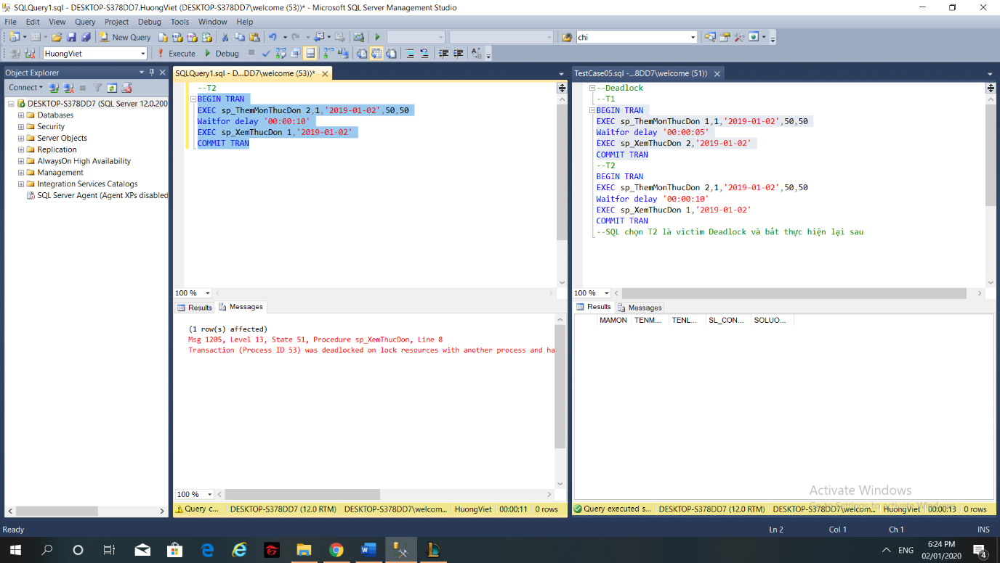 SQLQuery1.sql - DESKTOP-S378DD7.HuongViet (DESKTOP-S378DD7\welcome (53))* - Microsoft SQL Server Management Studio
File Edit View Query Project Debug Tools Window Help
New Query
chi
HuongViet
Execute
Debug
Object Explorer
Connect
DESKTOP-S378DD7 (SQL Server 12.0.200
Databases
Security
Server Objects
Replication
AlwaysOn High Availability
Management
Integration Services Catalogs
SQL Server Agent (Agent XPs disabled
SQLQuery1.sql - D...DD7\welcome (53))*
--T2
BEGIN TRAN
EXEC sp_ThemMonThucDon 2,1,'2019-01-02',50,50
Waitfor delay '00:00:10'
EXEC sp_XemThucDon 1,'2019-01-02'
COMMIT TRAN
100 %
Results
Messages
(1 row(s) affected)
Msg 1205, Level 13, State 51, Procedure sp_XemThucDon, Line 8
Transaction (Process ID 53) was deadlocked on lock resources with another process and ha
100 %
Query c...
DESKTOP-S378DD7 (12.0 RTM)
DESKTOP-S378DD7\welcom...
HuongViet
00:00:11
0 rows
TestCase05.sql -...8DD7\welcome (51))
--Deadlock
--T1
BEGIN TRAN
EXEC sp_ThemMonThucDon 1,1,'2019-01-02',50,50
Waitfor delay '00:00:05'
EXEC sp_XemThucDon 2,'2019-01-02'
COMMIT TRAN
--T2
BEGIN TRAN
EXEC sp_ThemMonThucDon 2,1,'2019-01-02',50,50
Waitfor delay '00:00:10'
EXEC sp_XemThucDon 1,'2019-01-02'
COMMIT TRAN
--SQL chọn T2 là victim Deadlock và bắt thực hiện lại sau
100 %
Results
Messages
MAMON TENM... TENL... SL_CON... SOLUO...
Activate Windows
Go to Settings to activate Windows.
Query executed s...
DESKTOP-S378DD7 (12.0 RTM)
DESKTOP-S378DD7\welcom...
HuongViet
00:00:13
0 rows
Ready
Ln 2
Col 1
Ch 1
INS
ENG
6:24 PM
02/01/2020
4